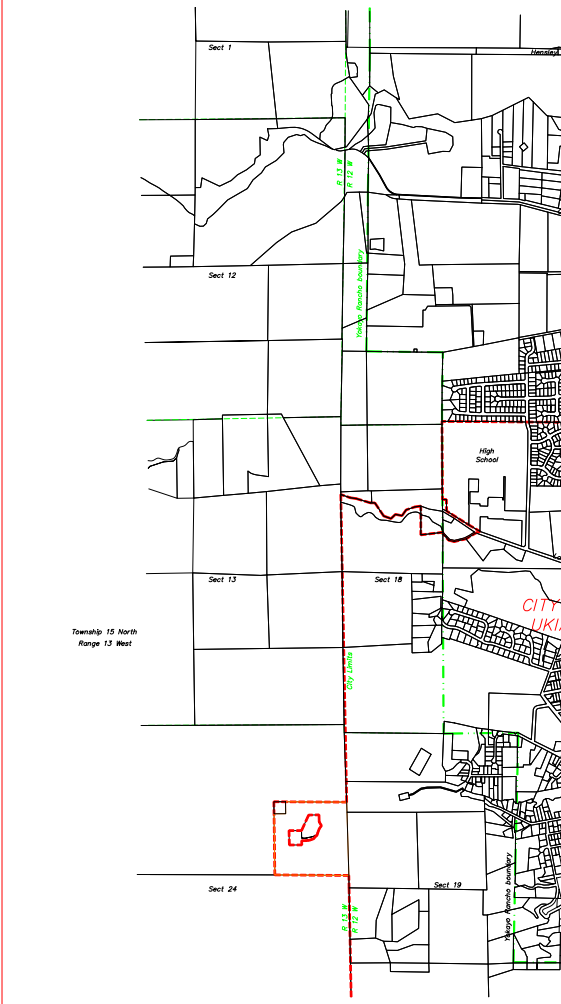 Sect 1
Hensley
R 13 W
R 12 W
Sect 12
Yokayo Rancho boundary
High
School
Sect 13
Sect 18
CITY
Township 15 North
Range 13 West
City Limits
Yokayo Rancho boundary
Sect 24
Sect 19
R 13 W
R 12 W